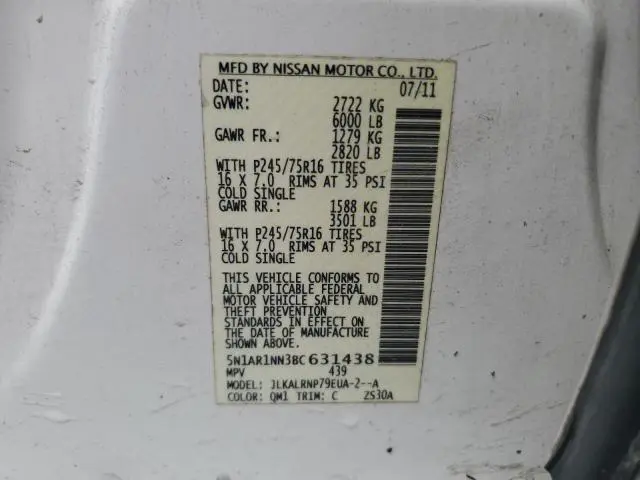 MFD BY NISSAN MOTOR CO., LTD.
DATE: 07/11
GVWR: 2722 KG
6000 LB
GAWR FR.: 1279 KG
2820 LB
WITH P245/75R16 TIRES
16 X 7.0 RIMS AT 35 PSI
COLD SINGLE
GAWR RR.: 1588 KG
3501 LB
WITH P245/75R16 TIRES
16 X 7.0 RIMS AT 35 PSI
COLD SINGLE
THIS VEHICLE CONFORMS TO
ALL APPLICABLE FEDERAL
MOTOR VEHICLE SAFETY AND
THEFT PREVENTION
STANDARDS IN EFFECT ON
THE DATE OF MANUFACTURE
SHOWN ABOVE.
5N1AR1NN3BC631438
MPV 439
MODEL: JLKALRNP79EUA-2--A
COLOR: QM1 TRIM: C ZS30A